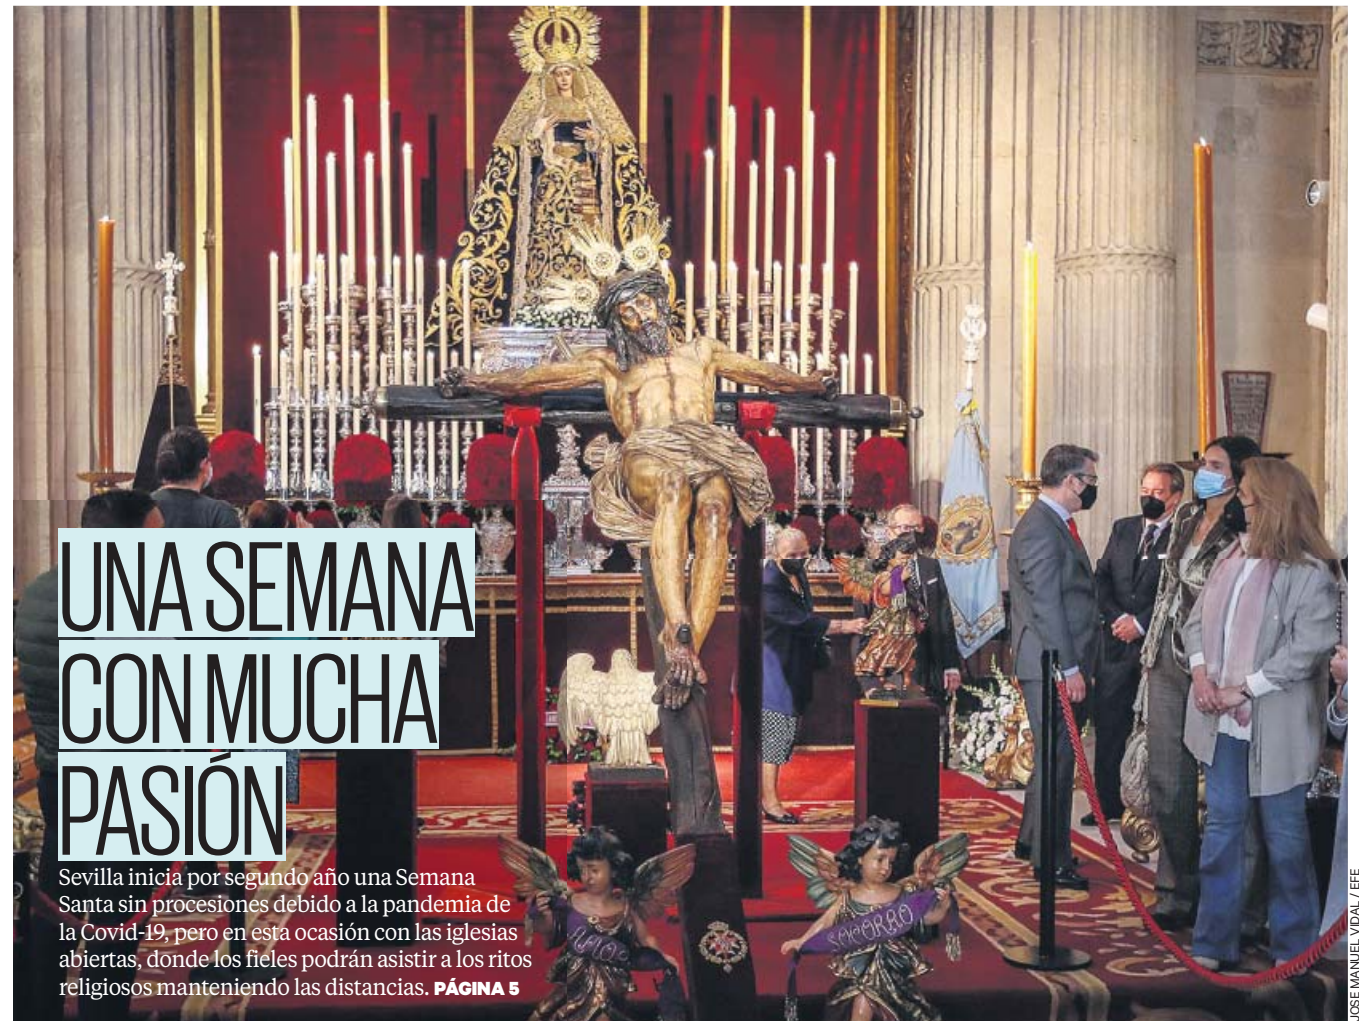 UNA SEMANA
CON MUCHA
PASIÓN
Sevilla inicia por segundo año una Semana
Santa sin procesiones debido a la pandemia de
la Covid-19, pero en esta ocasión con las iglesias
abiertas, donde los fieles podrán asistir a los ritos
religiosos manteniendo las distancias. PÁGINA 5
SOCORRO
JOSE MANUEL VIDAL / EFE